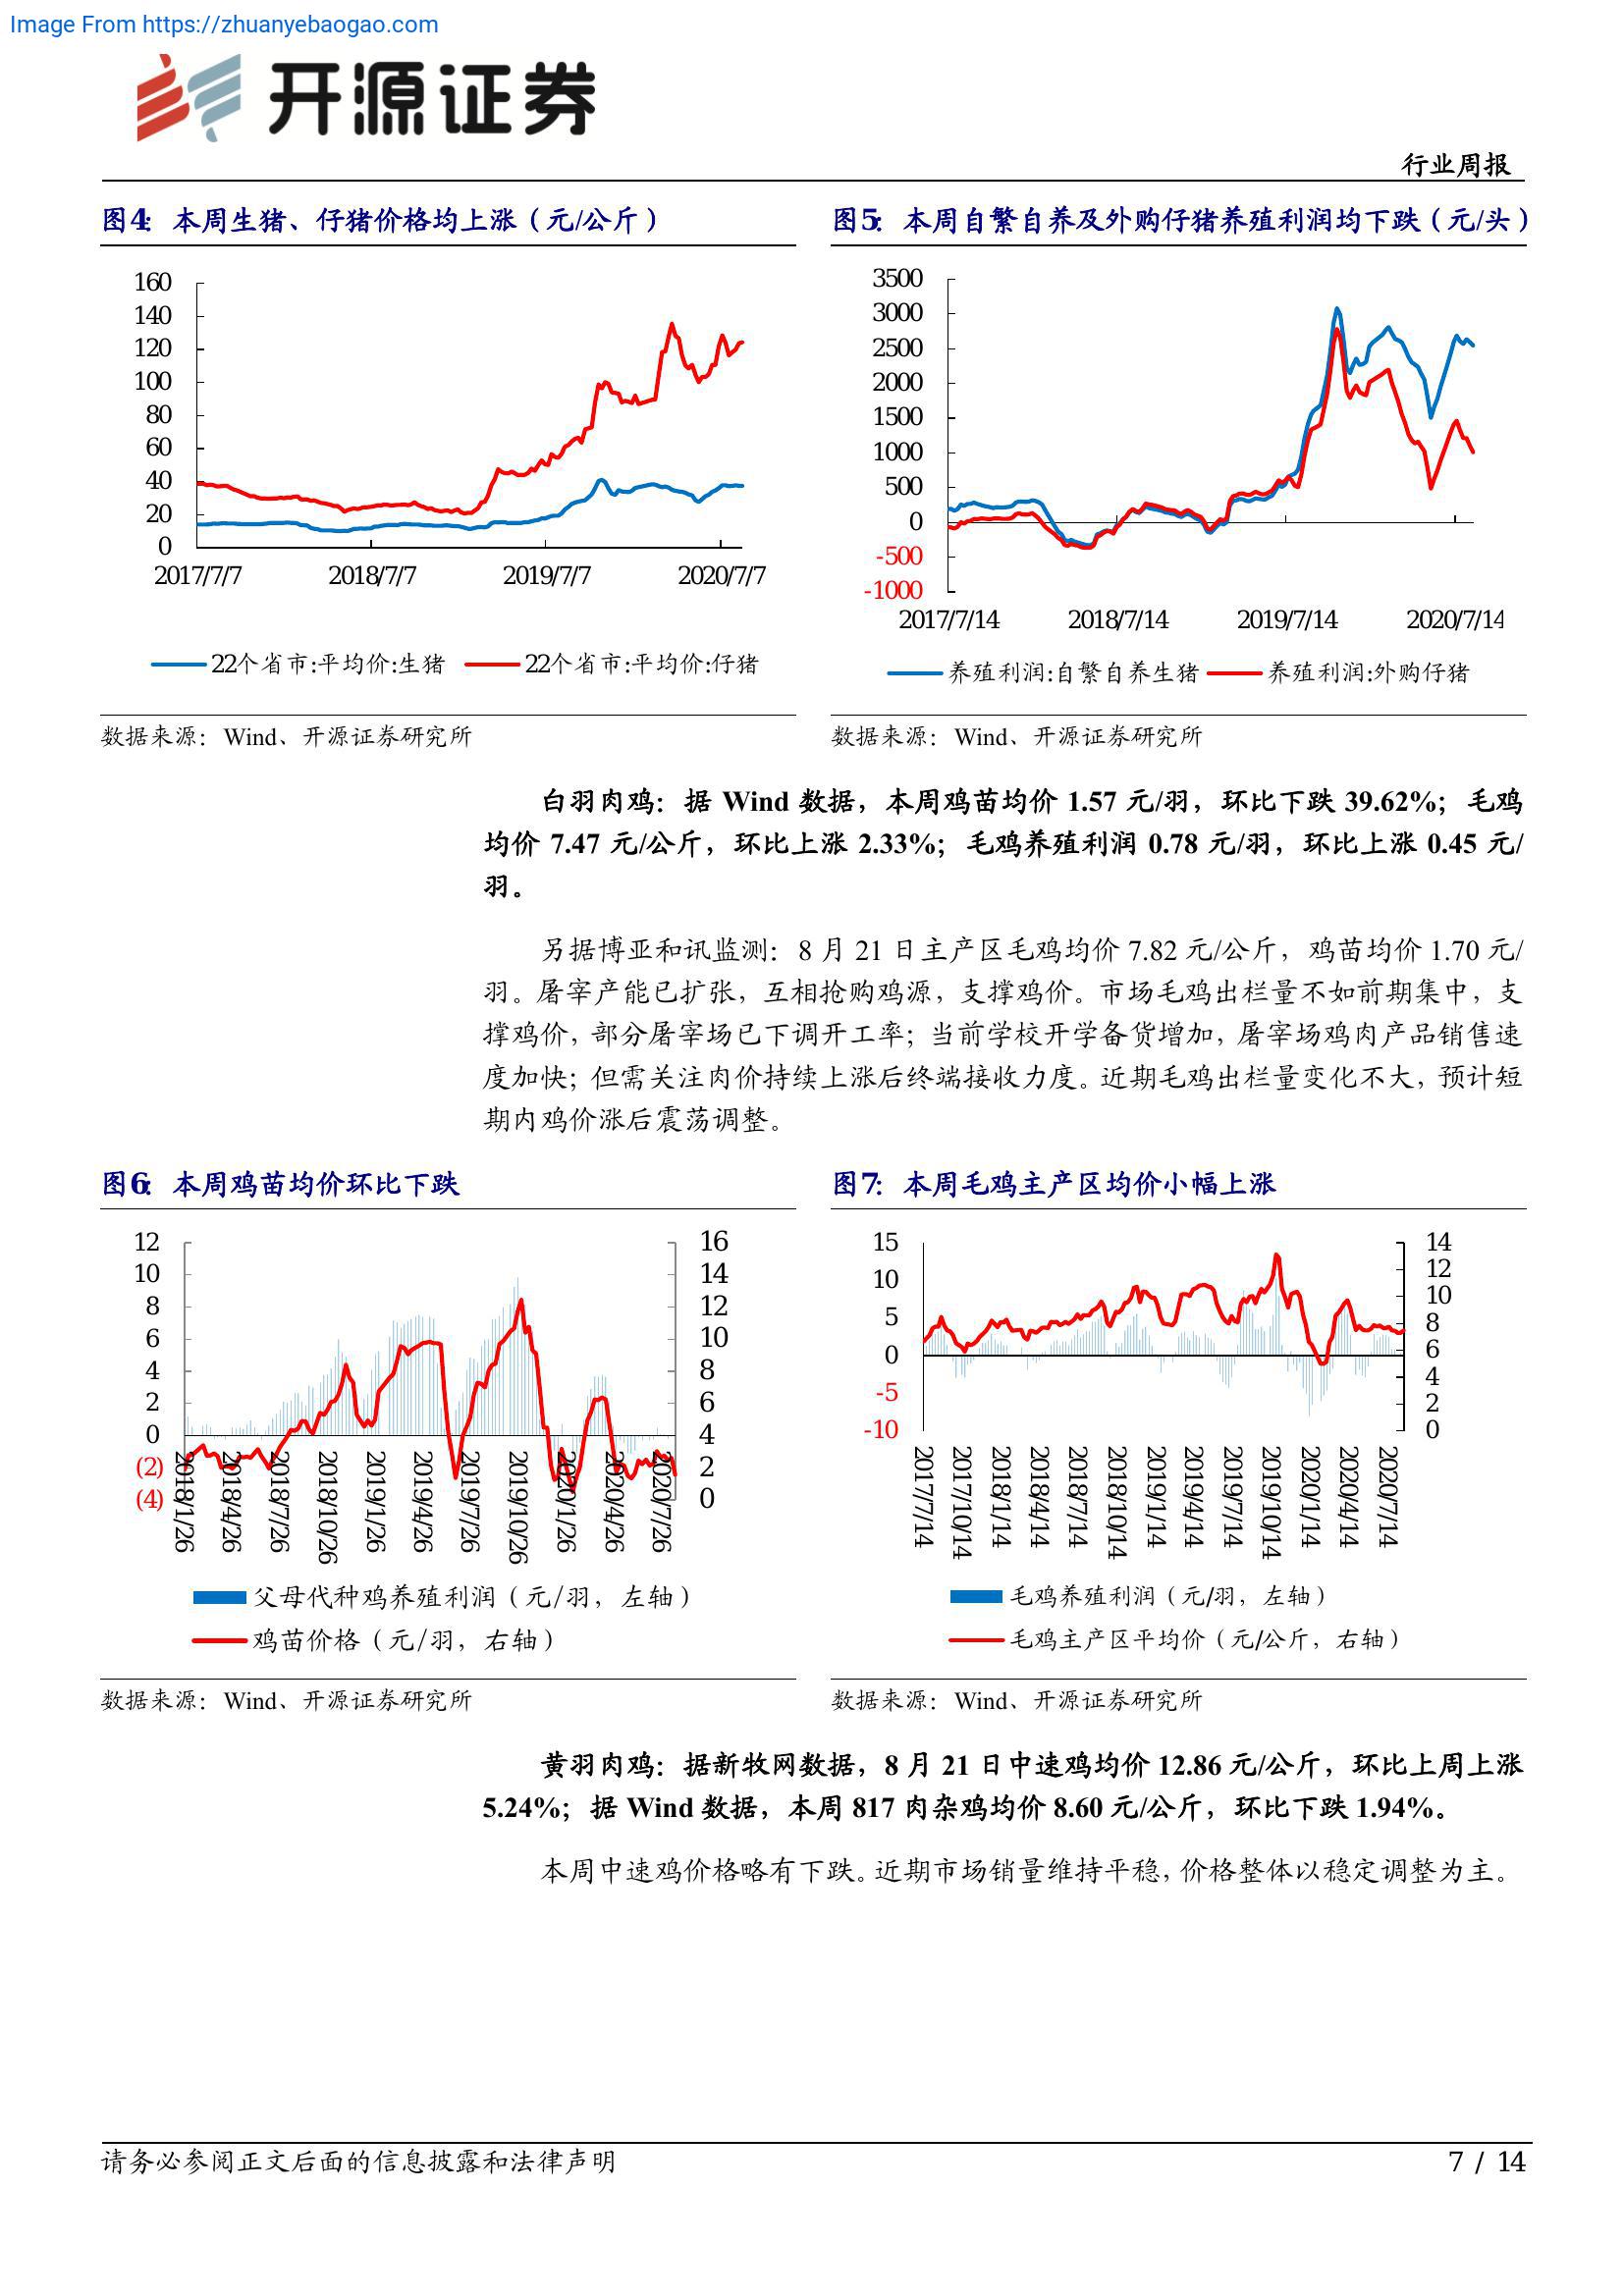 Image From https://zhuanyebaogao.com
开源证券
行业周报
图4： 本周生猪、仔猪价格均上涨（元/公斤）
160
140
120
100
80
60
40
20
0
2017/7/7 2018/7/7 2019/7/7 2020/7/7
22个省市:平均价:生猪 22个省市:平均价:仔猪
数据来源：Wind、开源证券研究所
图5： 本周自繁自养及外购仔猪养殖利润均下跌（元/头）
3500
3000
2500
2000
1500
1000
500
0
-500
-1000
2017/7/14 2018/7/14 2019/7/14 2020/7/14
养殖利润:自繁自养生猪 养殖利润:外购仔猪
数据来源：Wind、开源证券研究所
白羽肉鸡：据 Wind 数据，本周鸡苗均价 1.57 元/羽，环比下跌 39.62%；毛鸡
均价 7.47 元/公斤，环比上涨 2.33%；毛鸡养殖利润 0.78 元/羽，环比上涨 0.45 元/
羽。
另据博亚和讯监测：8 月 21 日主产区毛鸡均价 7.82 元/公斤，鸡苗均价 1.70 元/
羽。屠宰产能已扩张，互相抢购鸡源，支撑鸡价。市场毛鸡出栏量不如前期集中，支
撑鸡价，部分屠宰场已下调开工率；当前学校开学备货增加，屠宰场鸡肉产品销售速
度加快；但需关注肉价持续上涨后终端接收力度。近期毛鸡出栏量变化不大，预计短
期内鸡价涨后震荡调整。
图6： 本周鸡苗均价环比下跌
12
10
8
6
4
2
0
(2)
(4)
16
14
12
10
8
6
4
2
0
2018/1/26 2018/4/26 2018/7/26 2018/10/26 2019/1/26 2019/4/26 2019/7/26 2019/10/26 2020/1/26 2020/4/26 2020/7/26
父母代种鸡养殖利润（元/羽，左轴）
鸡苗价格（元/羽，右轴）
数据来源：Wind、开源证券研究所
图7： 本周毛鸡主产区均价小幅上涨
15
10
5
0
-5
-10
14
12
10
8
6
4
2
0
2017/7/14 2017/10/14 2018/1/14 2018/4/14 2018/7/14 2018/10/14 2019/1/14 2019/4/14 2019/7/14 2019/10/14 2020/1/14 2020/4/14 2020/7/14
毛鸡养殖利润（元/羽，左轴）
毛鸡主产区平均价（元/公斤，右轴）
数据来源：Wind、开源证券研究所
黄羽肉鸡：据新牧网数据，8 月 21 日中速鸡均价 12.86 元/公斤，环比上周上涨
5.24%；据 Wind 数据，本周 817 肉杂鸡均价 8.60 元/公斤，环比下跌 1.94%。
本周中速鸡价格略有下跌。近期市场销量维持平稳，价格整体以稳定调整为主。
请务必参阅正文后面的信息披露和法律声明
7 / 14